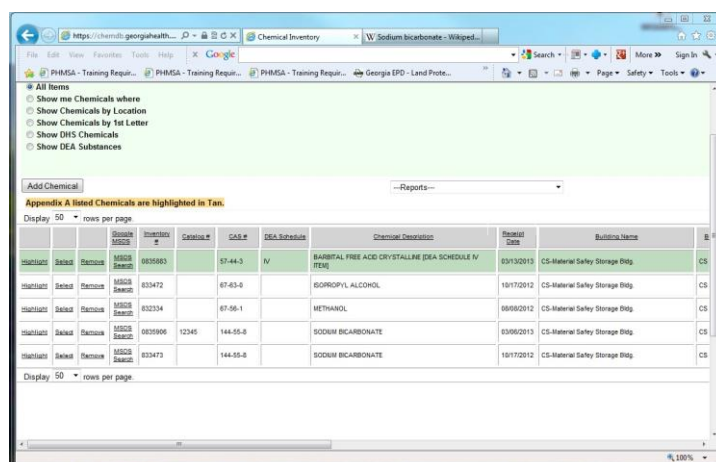 https://chemdb.georgiahealth.... Chemical Inventory W Sodium bicarbonate - Wikiped...
File Edit View Favorites Tools Help X Google Search More » Sign In
PHMSA - Training Requir... PHMSA - Training Requir... PHMSA - Training Requir... Georgia EPD - Land Prote... Page Safety Tools
All Items
Show me Chemicals where
Show Chemicals by Location
Show Chemicals by 1st Letter
Show DHS Chemicals
Show DEA Substances
Add Chemical ---Reports---
Appendix A listed Chemicals are highlighted in Tan.
Display 50 rows per page.
Google MSDS Inventory # Catalog # CAS # DEA Schedule Chemical Description Receipt Date Building Name
Highlight Select Remove MSDS Search 0835883 57-44-3 IV BARBITAL FREE ACID CRYSTALLINE [DEA SCHEDULE IV ITEM] 03/13/2013 CS-Material Safey Storage Bldg. CS
Highlight Select Remove MSDS Search 833472 67-63-0 ISOPROPYL ALCOHOL 10/17/2012 CS-Material Safey Storage Bldg. CS
Highlight Select Remove MSDS Search 832334 67-56-1 METHANOL 08/08/2012 CS-Material Safey Storage Bldg. CS
Highlight Select Remove MSDS Search 0835906 12345 144-55-8 SODIUM BICARBONATE 03/08/2013 CS-Material Safey Storage Bldg. CS
Highlight Select Remove MSDS Search 833473 144-55-8 SODIUM BICARBONATE 10/17/2012 CS-Material Safey Storage Bldg. CS
Display 50 rows per page.
100%